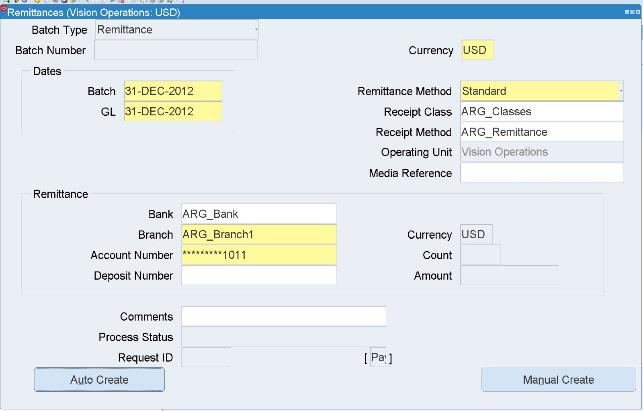 Remittances (Vision Operations: USD)
Batch Type Remittance
Batch Number Currency USD
Dates
Batch 31-DEC-2012 Remittance Method Standard
GL 31-DEC-2012 Receipt Class ARG_Classes
Receipt Method ARG_Remittance
Operating Unit Vision Operations
Media Reference
Remittance
Bank ARG_Bank
Branch ARG_Branch1 Currency USD
Account Number *********1011 Count
Deposit Number Amount
Comments
Process Status
Request ID [ Pay ]
Auto Create Manual Create